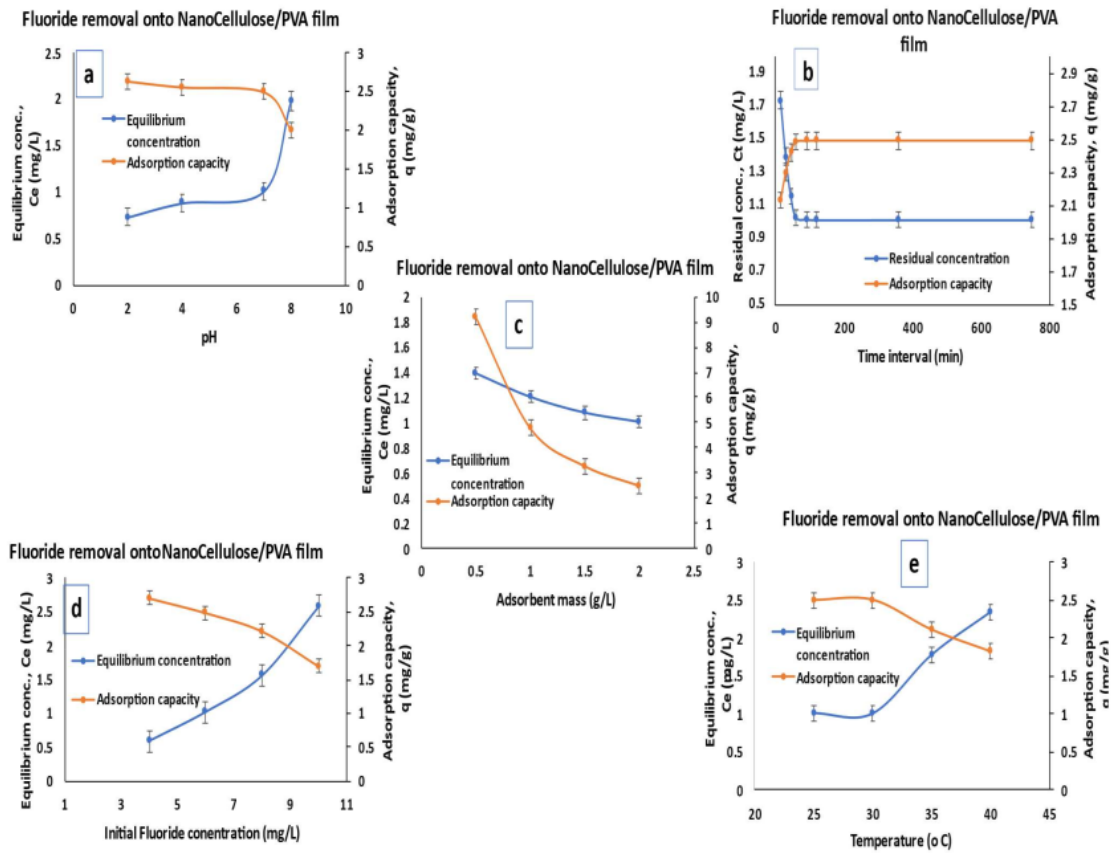 Fluoride removal onto NanoCellulose/PVA film
a
Equilibrium conc.,
Ce (mg/L)
2.5
2
1.5
1
0.5
0
Equilibrium
concentration
Adsorption capacity
3
2.5
2
1.5
1
0.5
0
Adsorption capacity,
q (mg/g)
0 2 4 6 8 10
pH
Fluoride removal onto NanoCellulose/PVA
film
b
Residual conc., Ct (mg/L)
1.9
1.7
1.5
1.3
1.1
0.9
0.7
0.5
Residual concentration
Adsorption capacity
2.9
2.7
2.5
2.3
2.1
1.9
1.7
1.5
Adsorption capacity, q (mg/g)
0 200 400 600 800
Time interval (min)
Fluoride removal onto NanoCellulose/PVA film
c
Equilibrium conc.,
Ce (mg/L)
2
1.8
1.6
1.4
1.2
1
0.8
0.6
0.4
0.2
0
Equilibrium
concentration
Adsorption capacity
10
9
8
7
6
5
4
3
2
1
0
Adsorption capacity,
q (mg/g)
0 0.5 1 1.5 2 2.5
Adsorbent mass (g/L)
Fluoride removal ontoNanoCellulose/PVA film
d
Equilibrium conc., Ce (mg/L)
3
2.5
2
1.5
1
0.5
0
Equilibrium concentration
Adsorption capacity
3
2.5
2
1.5
1
0.5
0
Adsorption capacity,
q (mg/g)
1 3 5 7 9 11
Initial Fluoride conentration (mg/L)
Fluoride removal onto NanoCellulose/PVA film
e
Equilibrium conc.,
Ce (mg/L)
3
2.5
2
1.5
1
0.5
0
Equilibrium
concentration
Adsorption capacity
3
2.5
2
1.5
1
0.5
0
Adsorption capacity,
q (mg/g)
20 25 30 35 40 45
Temperature (o C)